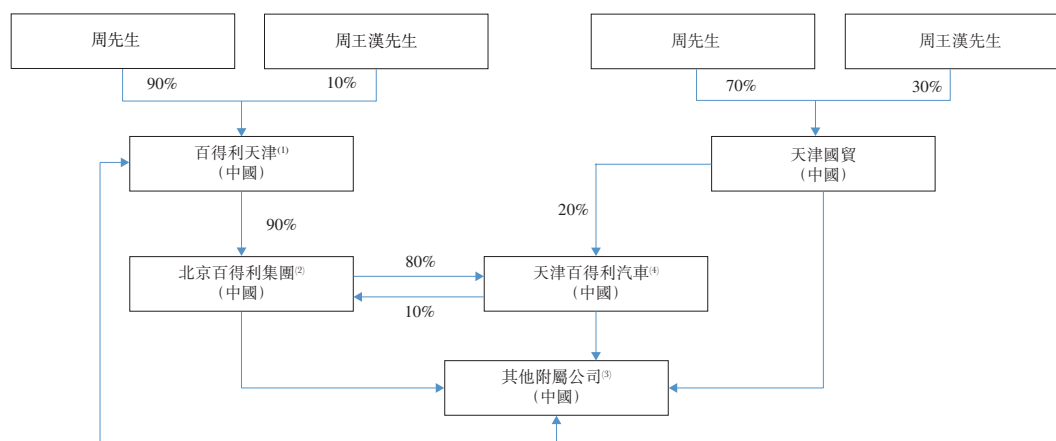 周先生
周王漢先生
周先生
周王漢先生
90%
10%
70%
30%
百得利天津(1)
(中國)
天津國貿
(中國)
90%
20%
北京百得利集團(2)
(中國)
80%
天津百得利汽車(4)
(中國)
10%
其他附屬公司(3)
(中國)